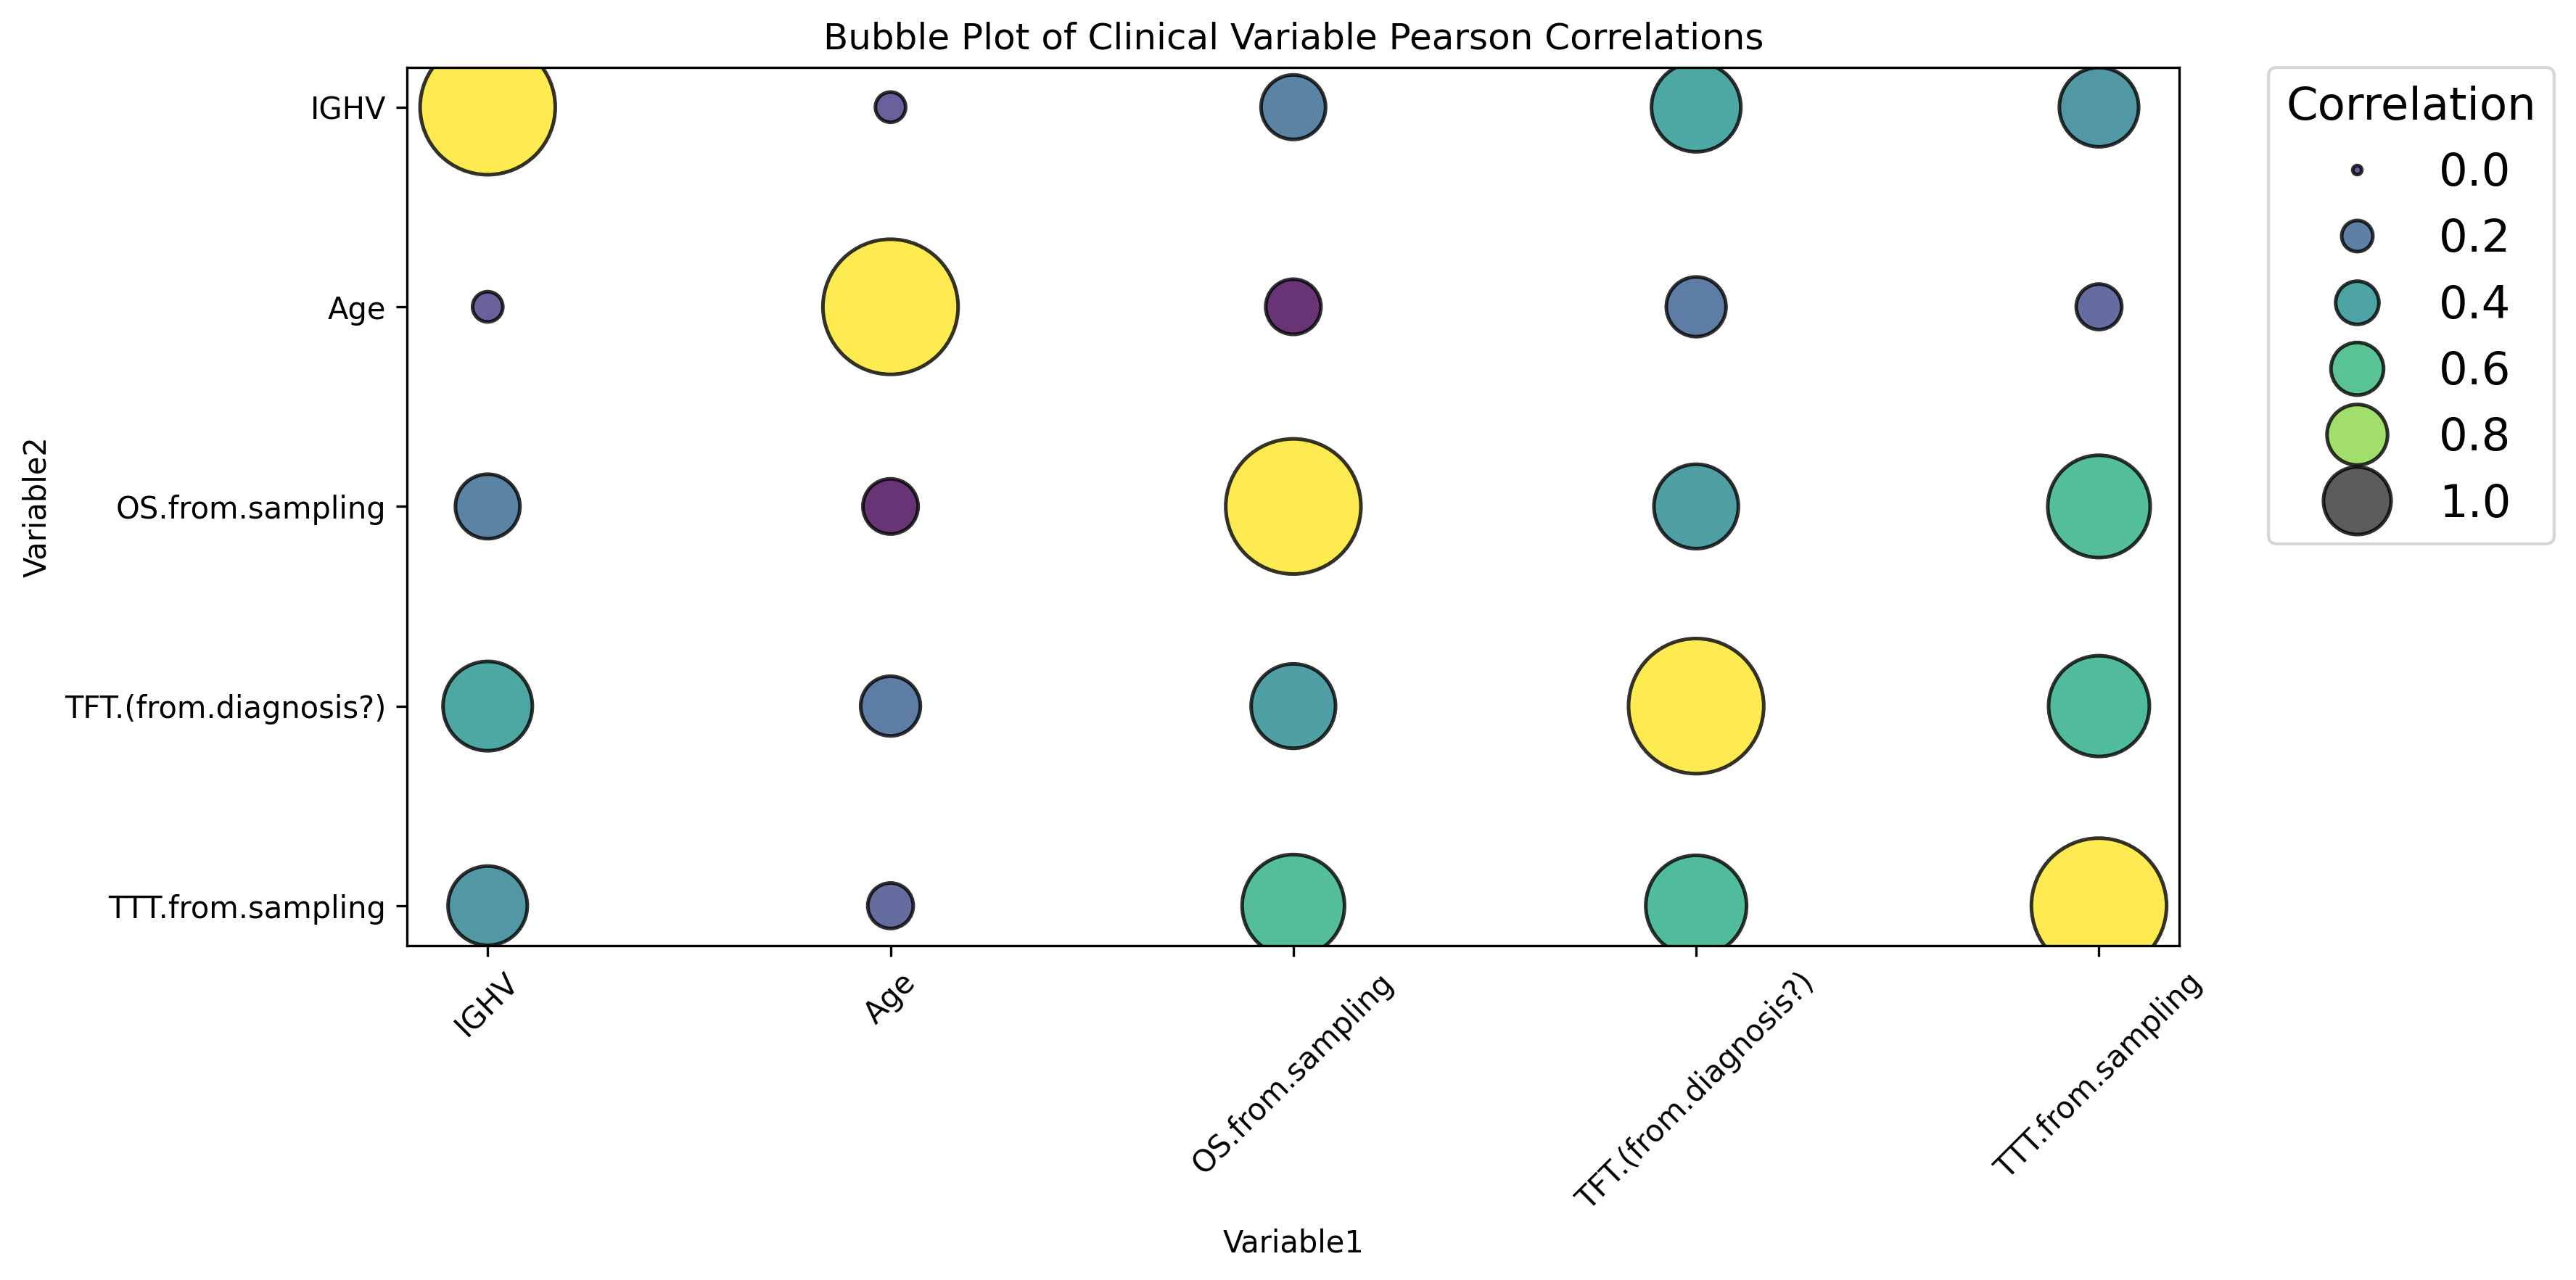 Bubble Plot of Clinical Variable Pearson Correlations
IGHV
Age
OS.from.sampling
TFT.(from.diagnosis?)
TTT.from.sampling
Variable2
IGHV
Age
OS.from.sampling
TFT.(from.diagnosis?)
TTT.from.sampling
Variable1
Correlation
0.0
0.2
0.4
0.6
0.8
1.0